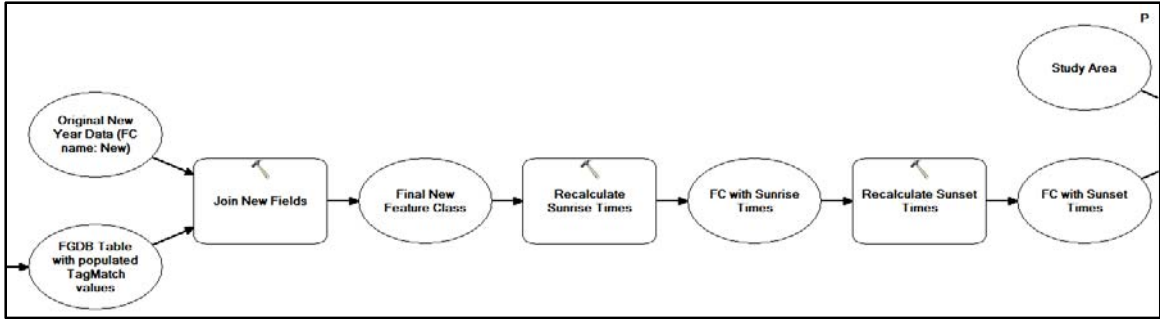 P
Study Area
Original New
Year Data (FC
name: New)
Join New Fields
Final New
Feature Class
Recalculate
Sunrise Times
FC with Sunrise
Times
Recalculate Sunset
Times
FC with Sunset
Times
FGDB Table
with populated
TagMatch
values